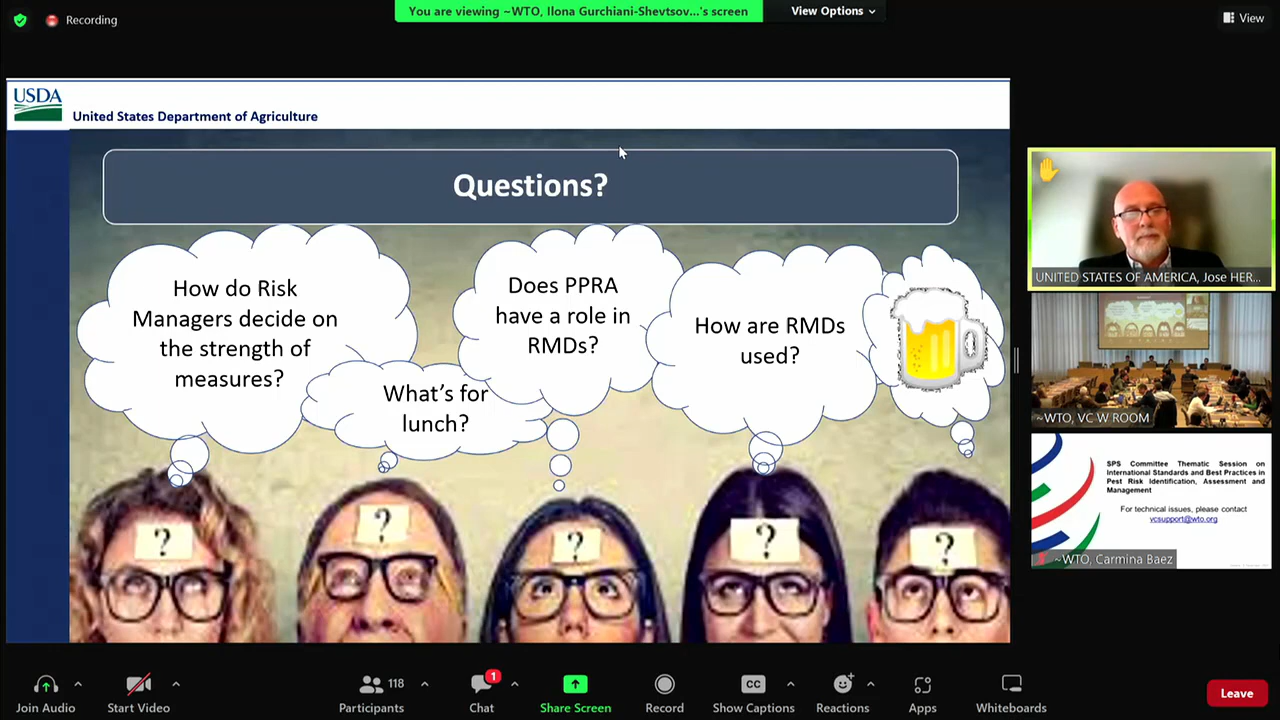 Recording
You are viewing ~WTO, Ilona Gurchiani-Shevtsov...'s screen
View Options
View
USDA
United States Department of Agriculture
Questions?
How do Risk
Managers decide on
the strength of
measures?
What's for
lunch?
Does PPRA
have a role in
RMDs?
How are RMDs
used?
?
?
?
?
?
UNITED STATES OF AMERICA, Jose HER...
~WTO, VC W ROOM
SPS Committee Thematic Session on
International Standards and Best Practices in
Pest Risk Identification, Assessment and
Management
For technical issues, please contact
vcsupport@wto.org
~WTO, Carmina Baez
Join Audio
Start Video
118
Participants
1
Chat
Share Screen
Record
CC
Show Captions
Reactions
Apps
Whiteboards
Leave